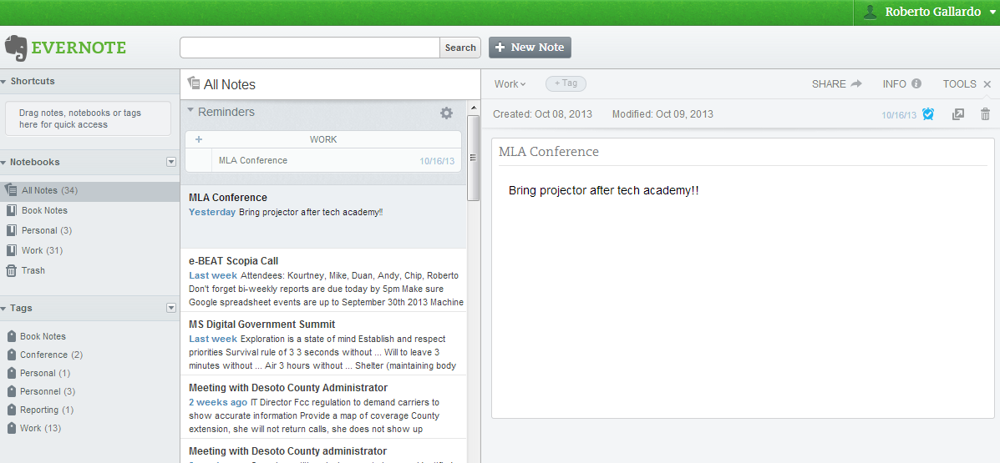 Roberto Gallardo
EVERNOTE
Search
+ New Note
Shortcuts
Drag notes, notebooks or tags
here for quick access
Notebooks
All Notes (34)
Book Notes
Personal (3)
Work (31)
Trash
Tags
Book Notes
Conference (2)
Personal (1)
Personnel (3)
Reporting (1)
Work (13)
All Notes
Reminders
+ WORK
MLA Conference 10/16/13
MLA Conference
Yesterday Bring projector after tech academy!!
e-BEAT Scopia Call
Last week Attendees: Kourtney, Mike, Duan, Andy, Chip, Roberto
Don't forget bi-weekly reports are due today by 5pm Make sure
Google spreadsheet events are up to September 30th 2013 Machine
MS Digital Government Summit
Last week Exploration is a state of mind Establish and respect
priorities Survival rule of 3 3 seconds without ... Will to leave 3
minutes without ... Air 3 hours without ... Shelter (maintaining body
Meeting with Desoto County Administrator
2 weeks ago IT Director Fcc regulation to demand carriers to
show accurate information Provide a map of coverage County
extension, she will not return calls, she does not show up
Meeting with Desoto County administrator
Work
+ Tag
SHARE
INFO
TOOLS
Created: Oct 08, 2013 Modified: Oct 09, 2013
10/16/13
MLA Conference
Bring projector after tech academy!!